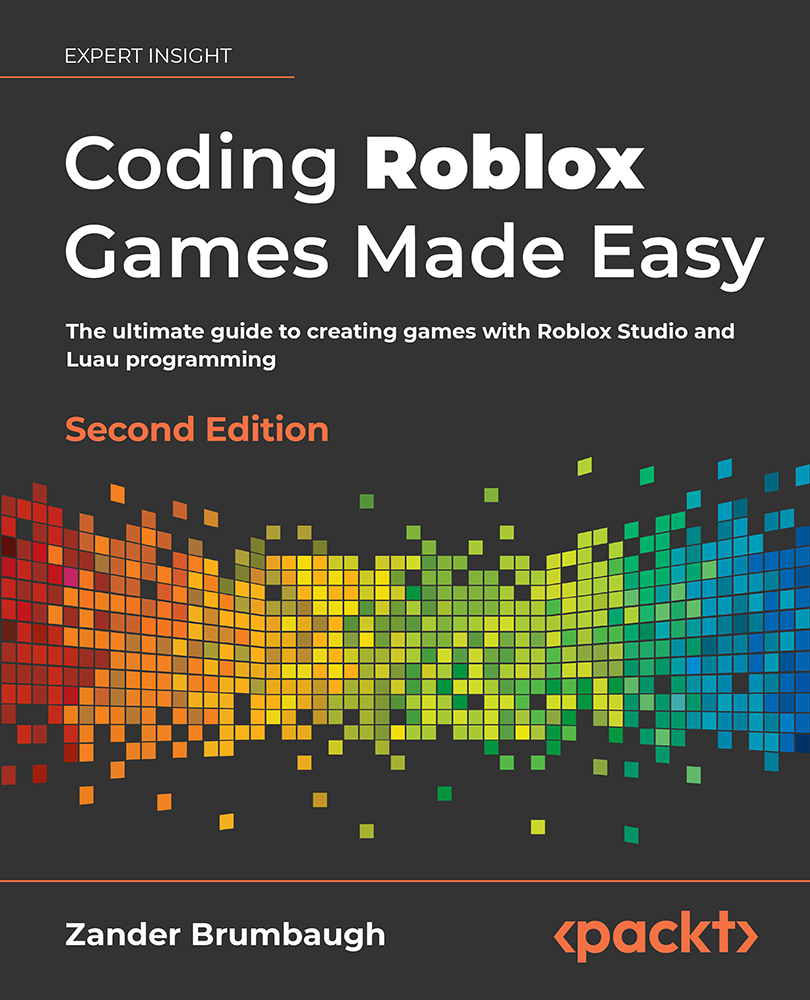 EXPERT INSIGHT
Coding Roblox
Games Made Easy
The ultimate guide to creating games with Roblox Studio and
Luau programming
Second Edition
Zander Brumbaugh
<packt>